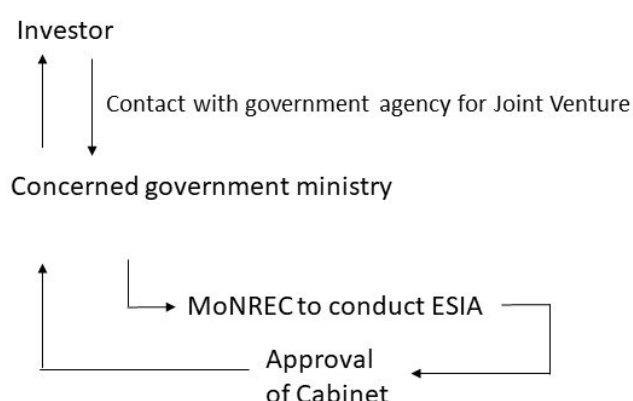 Investor
Contact with government agency for Joint Venture
Concerned government ministry
MoNREC to conduct ESIA
Approval
of Cabinet